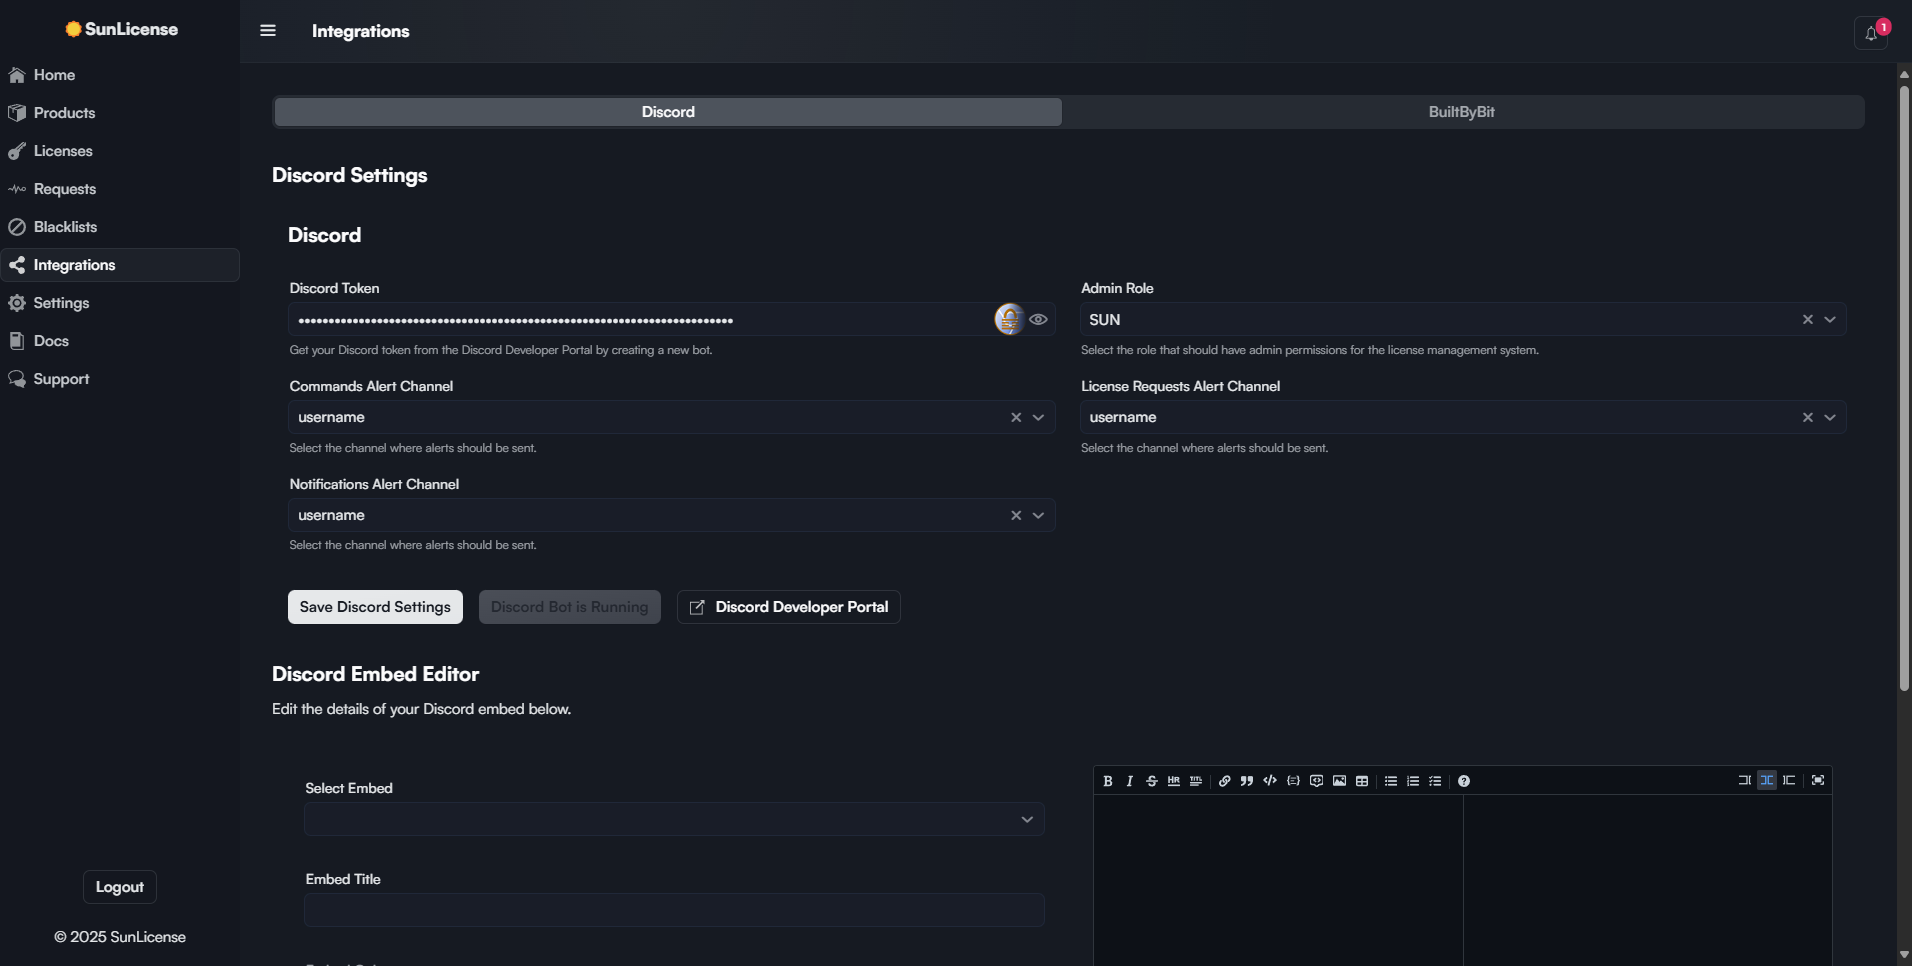 SunLicense
Integrations
1
Home
Products
Licenses
Requests
Blacklists
Integrations
Settings
Docs
Support
Logout
© 2025 SunLicense
Discord
BuiltByBit
Discord Settings
Discord
Discord Token
Get your Discord token from the Discord Developer Portal by creating a new bot.
Admin Role
SUN
Select the role that should have admin permissions for the license management system.
Commands Alert Channel
username
Select the channel where alerts should be sent.
License Requests Alert Channel
username
Select the channel where alerts should be sent.
Notifications Alert Channel
username
Select the channel where alerts should be sent.
Save Discord Settings
Discord Bot is Running
Discord Developer Portal
Discord Embed Editor
Edit the details of your Discord embed below.
Select Embed
Embed Title
B I S HR